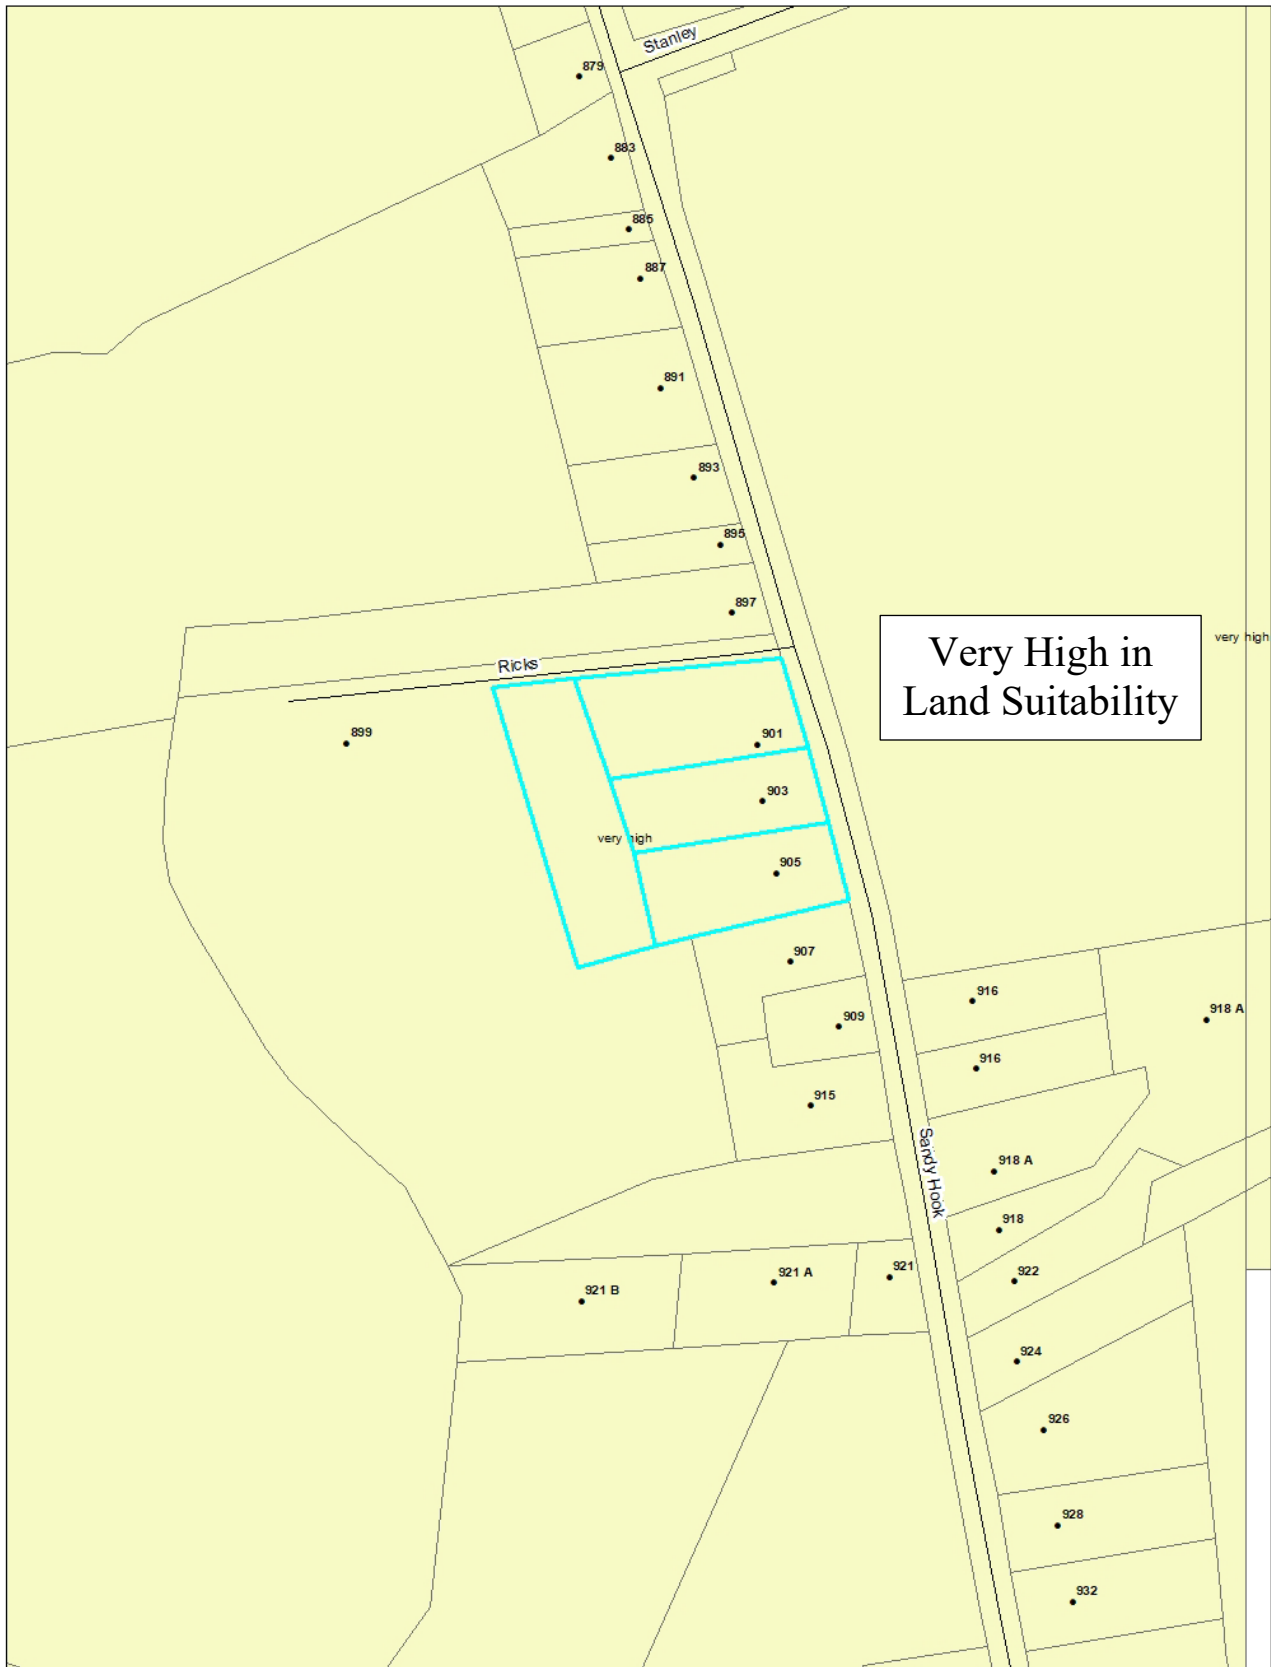 Stanley
879
883
885
887
891
893
895
897
Very High in
Land Suitability
very high
Ricks
899
901
903
very high
905
907
916
918 A
909
916
915
Sandy Hook
918 A
918
921
922
921 A
921 B
924
926
928
932